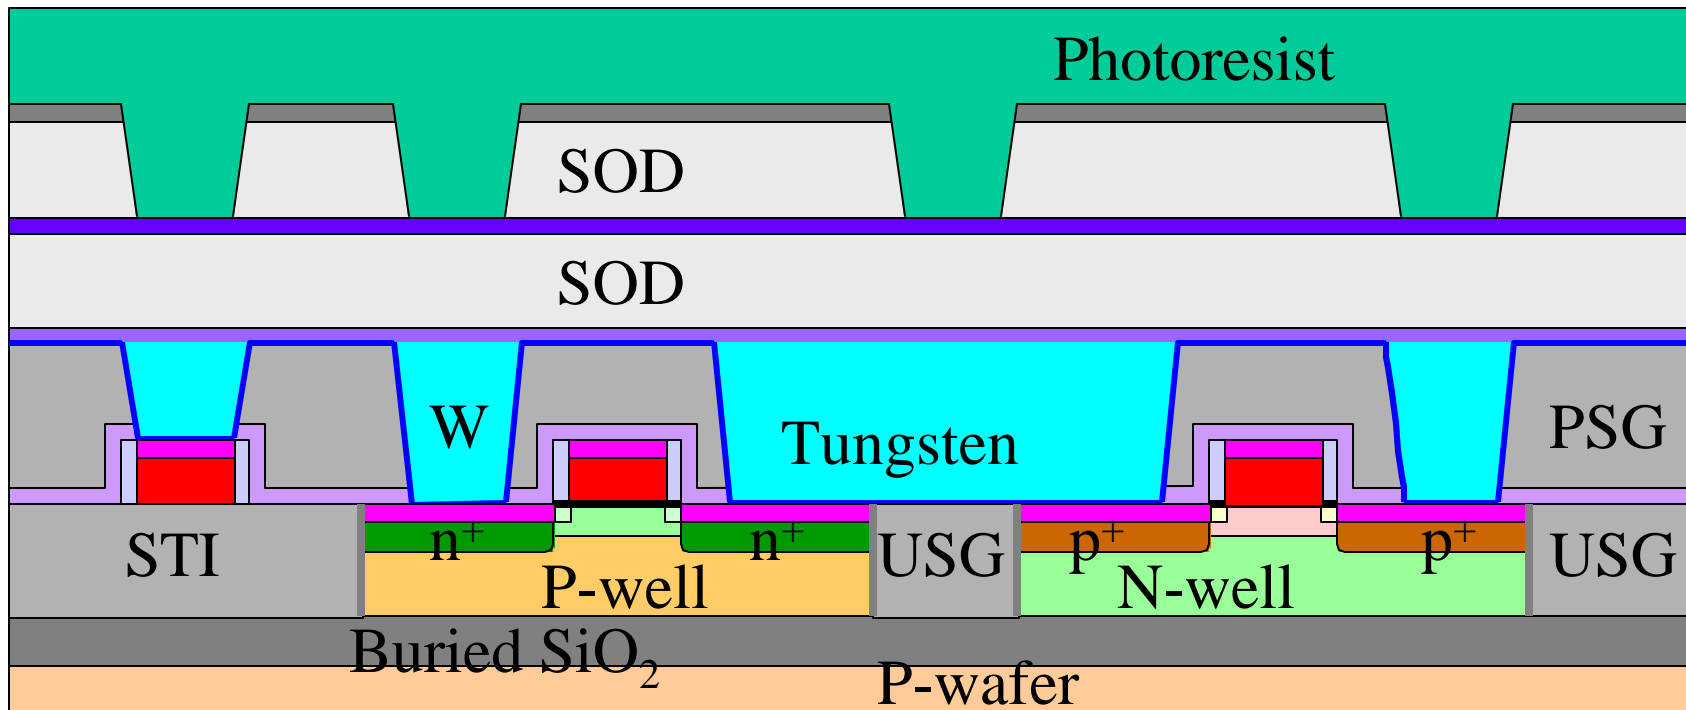 Photoresist
SOD
SOD
W
Tungsten
PSG
STI
n⁺
n⁺
USG
p⁺
p⁺
USG
P-well
N-well
Buried SiO₂
P-wafer